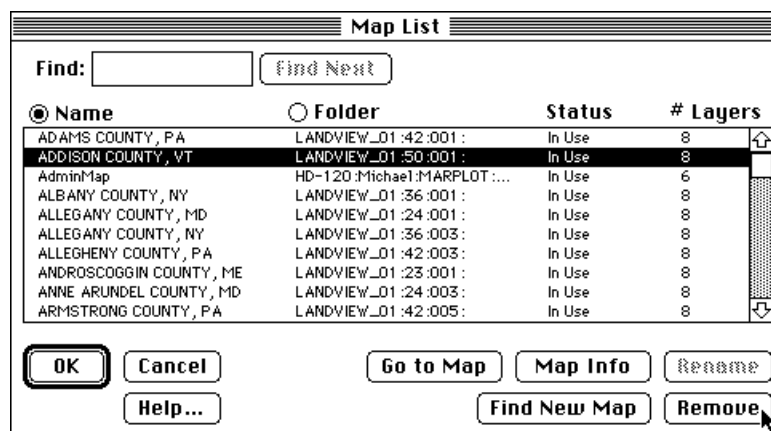 Map List
Find: Find Next
Name Folder Status # Layers
ADAMS COUNTY, PA LANDVIEW_01:42:001: In Use 8
ADDISON COUNTY, VT LANDVIEW_01:50:001: In Use 8
AdminMap HD-120:Michael:MARPLOT:... In Use 6
ALBANY COUNTY, NY LANDVIEW_01:36:001: In Use 8
ALLEGANY COUNTY, MD LANDVIEW_01:24:001: In Use 8
ALLEGANY COUNTY, NY LANDVIEW_01:36:003: In Use 8
ALLEGHENY COUNTY, PA LANDVIEW_01:42:003: In Use 8
ANDROSCOGGIN COUNTY, ME LANDVIEW_01:23:001: In Use 8
ANNE ARUNDEL COUNTY, MD LANDVIEW_01:24:003: In Use 8
ARMSTRONG COUNTY, PA LANDVIEW_01:42:005: In Use 8
OK Cancel Go to Map Map Info Rename
Help... Find New Map Remove